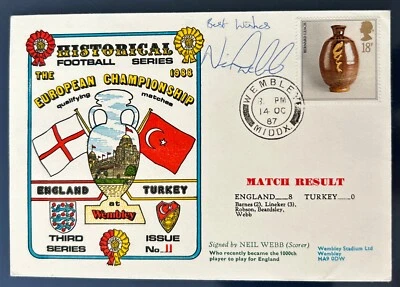 HISTORICAL
FOOTBALL SERIES
THE EUROPEAN CHAMPIONSHIP 1988
qualifying matches
ENGLAND
TURKEY
at
Wembley
THIRD
SERIES
ISSUE
No. 11
Best Wishes
Neil Webb
WEMBLEY
PM
14 OC
87
MIDDX.
18p
MATCH RESULT
ENGLAND....8 TURKEY....0
Barnes (2), Lineker (3),
Robson, Beardsley,
Webb
Signed by NEIL WEBB (Scorer)
Who recently became the 1000th
player to play for England
Wembley Stadium Ltd
Wembley
HA9 0DW